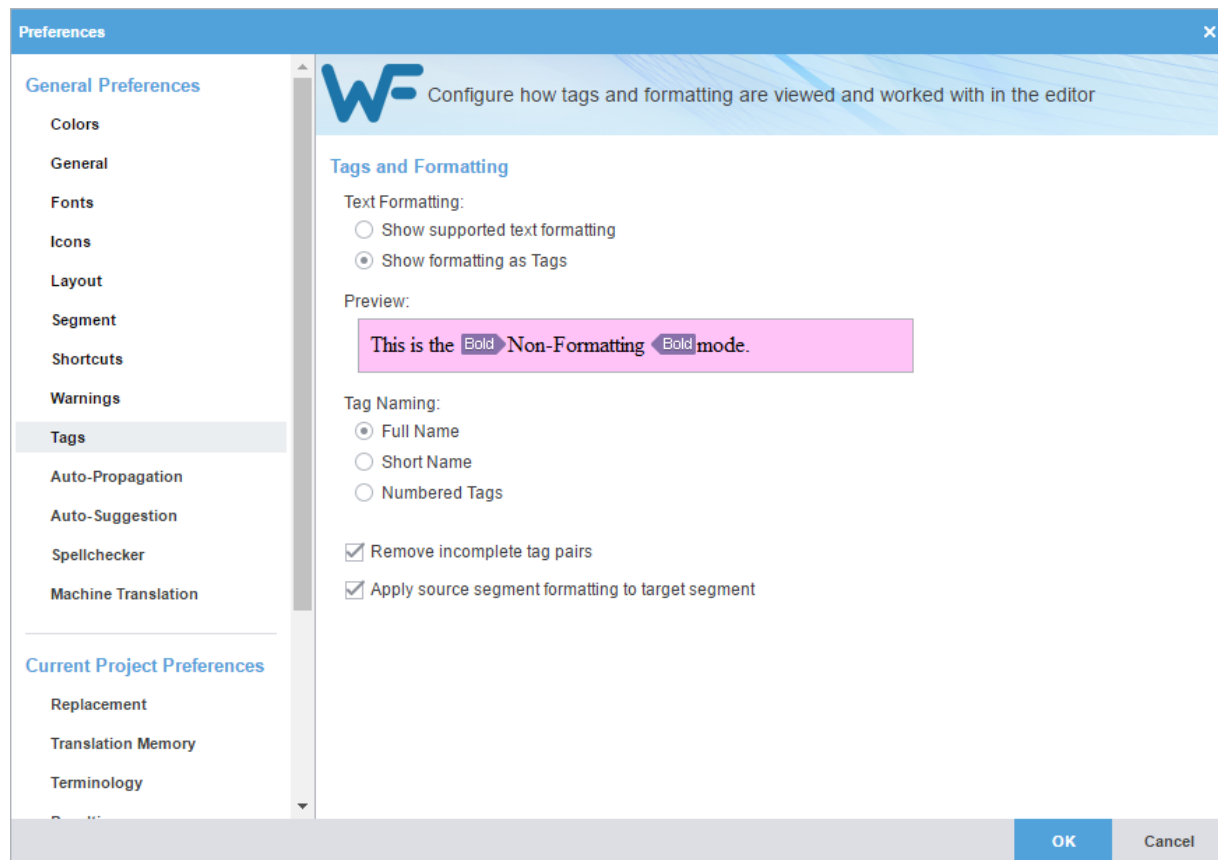 Preferences
General Preferences
Colors
General
Fonts
Icons
Layout
Segment
Shortcuts
Warnings
Tags
Auto-Propagation
Auto-Suggestion
Spellchecker
Machine Translation
Current Project Preferences
Replacement
Translation Memory
Terminology
WF Configure how tags and formatting are viewed and worked with in the editor
Tags and Formatting
Text Formatting:
Show supported text formatting
Show formatting as Tags
Preview:
This is the Bold Non-Formatting Bold mode.
Tag Naming:
Full Name
Short Name
Numbered Tags
Remove incomplete tag pairs
Apply source segment formatting to target segment
OK Cancel